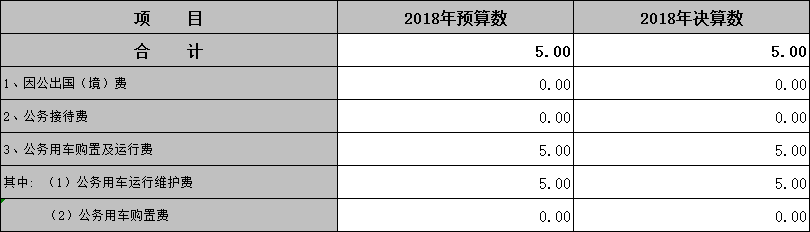 项　目 2018年预算数 2018年决算数
合　计 5.00 5.00
1、因公出国（境）费 0.00 0.00
2、公务接待费 0.00 0.00
3、公务用车购置及运行费 5.00 5.00
其中：（1）公务用车运行维护费 5.00 5.00
（2）公务用车购置费 0.00 0.00